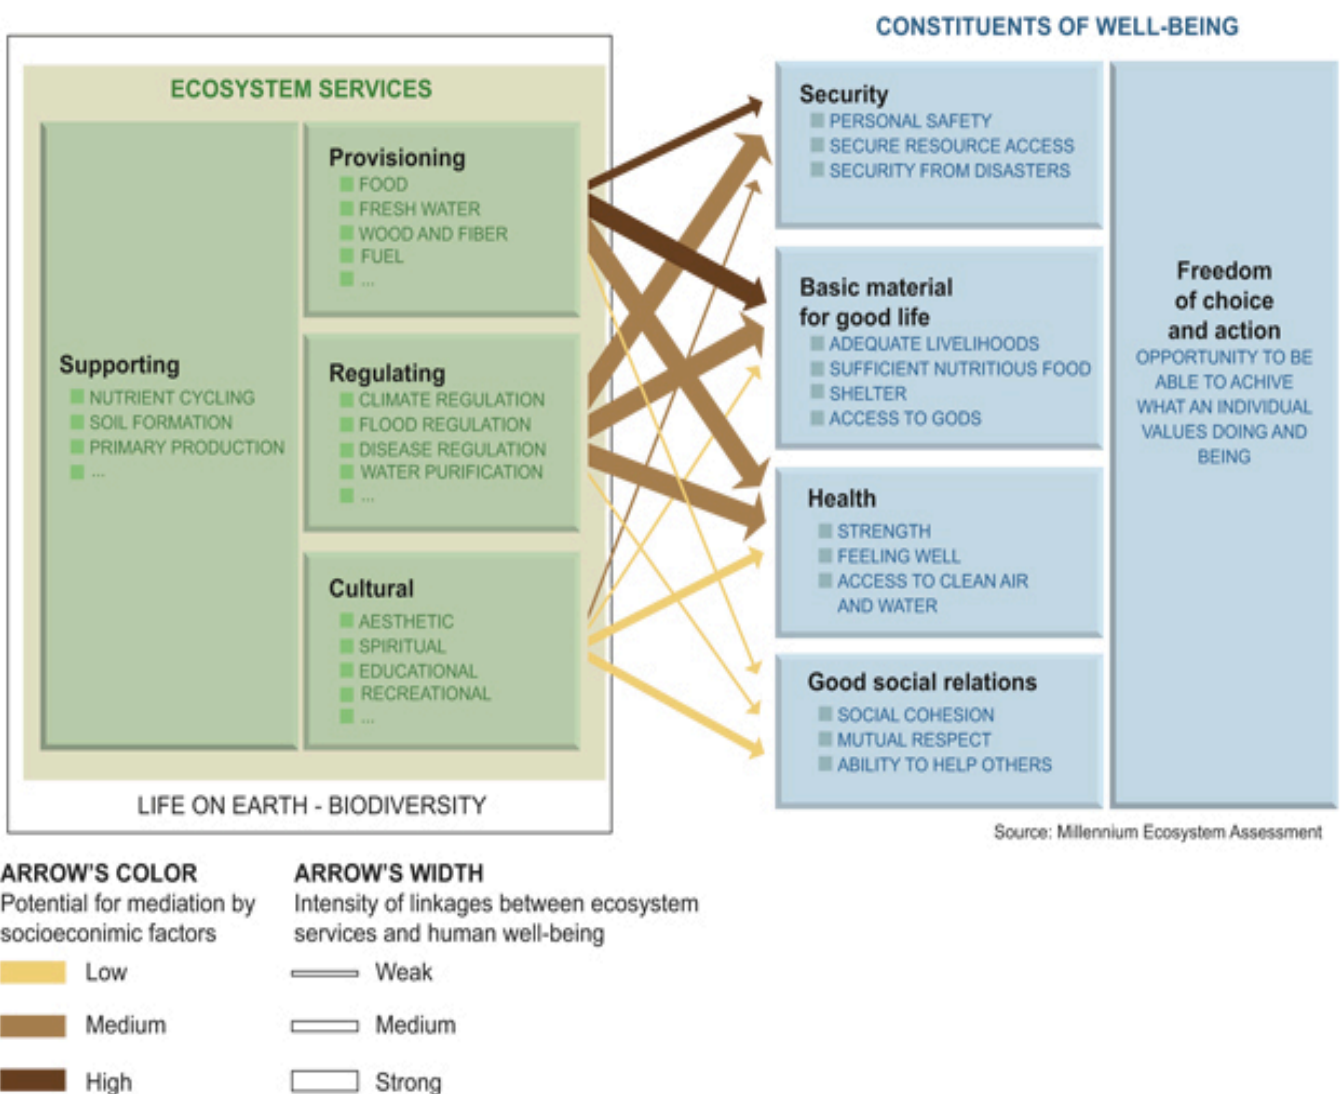 CONSTITUENTS OF WELL-BEING
ECOSYSTEM SERVICES
Supporting
NUTRIENT CYCLING
SOIL FORMATION
PRIMARY PRODUCTION
...
Provisioning
FOOD
FRESH WATER
WOOD AND FIBER
FUEL
...
Regulating
CLIMATE REGULATION
FLOOD REGULATION
DISEASE REGULATION
WATER PURIFICATION
...
Cultural
AESTHETIC
SPIRITUAL
EDUCATIONAL
RECREATIONAL
...
LIFE ON EARTH - BIODIVERSITY
Security
PERSONAL SAFETY
SECURE RESOURCE ACCESS
SECURITY FROM DISASTERS
Basic material
for good life
ADEQUATE LIVELIHOODS
SUFFICIENT NUTRITIOUS FOOD
SHELTER
ACCESS TO GODS
Health
STRENGTH
FEELING WELL
ACCESS TO CLEAN AIR
AND WATER
Good social relations
SOCIAL COHESION
MUTUAL RESPECT
ABILITY TO HELP OTHERS
Freedom
of choice
and action
OPPORTUNITY TO BE
ABLE TO ACHIVE
WHAT AN INDIVIDUAL
VALUES DOING AND
BEING
Source: Millennium Ecosystem Assessment
ARROW'S COLOR
Potential for mediation by
socioeconimic factors
Low
Medium
High
ARROW'S WIDTH
Intensity of linkages between ecosystem
services and human well-being
Weak
Medium
Strong